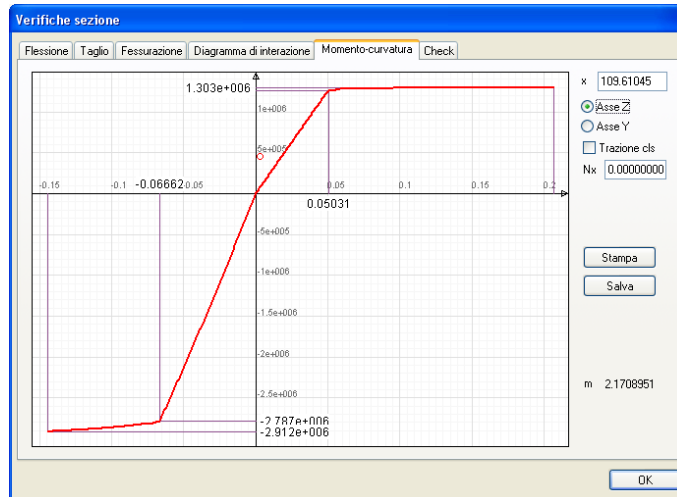 Verifiche sezione
Flessione Taglio Fessurazione Diagramma di interazione Momento-curvatura Check
x 109.61045
Asse Z
Asse Y
Trazione cls
Nx 0.00000000
Stampa
Salva
m 2.1708951
OK
1.303e+006
1e+006
5e+005
-0.15 -0.1 -0.06662 -0.05 0.05 0.1 0.15 0.2
0.05031
-5e+005
-1e+006
-1.5e+006
-2e+006
-2.5e+006
-2.787e+006
-2.912e+006